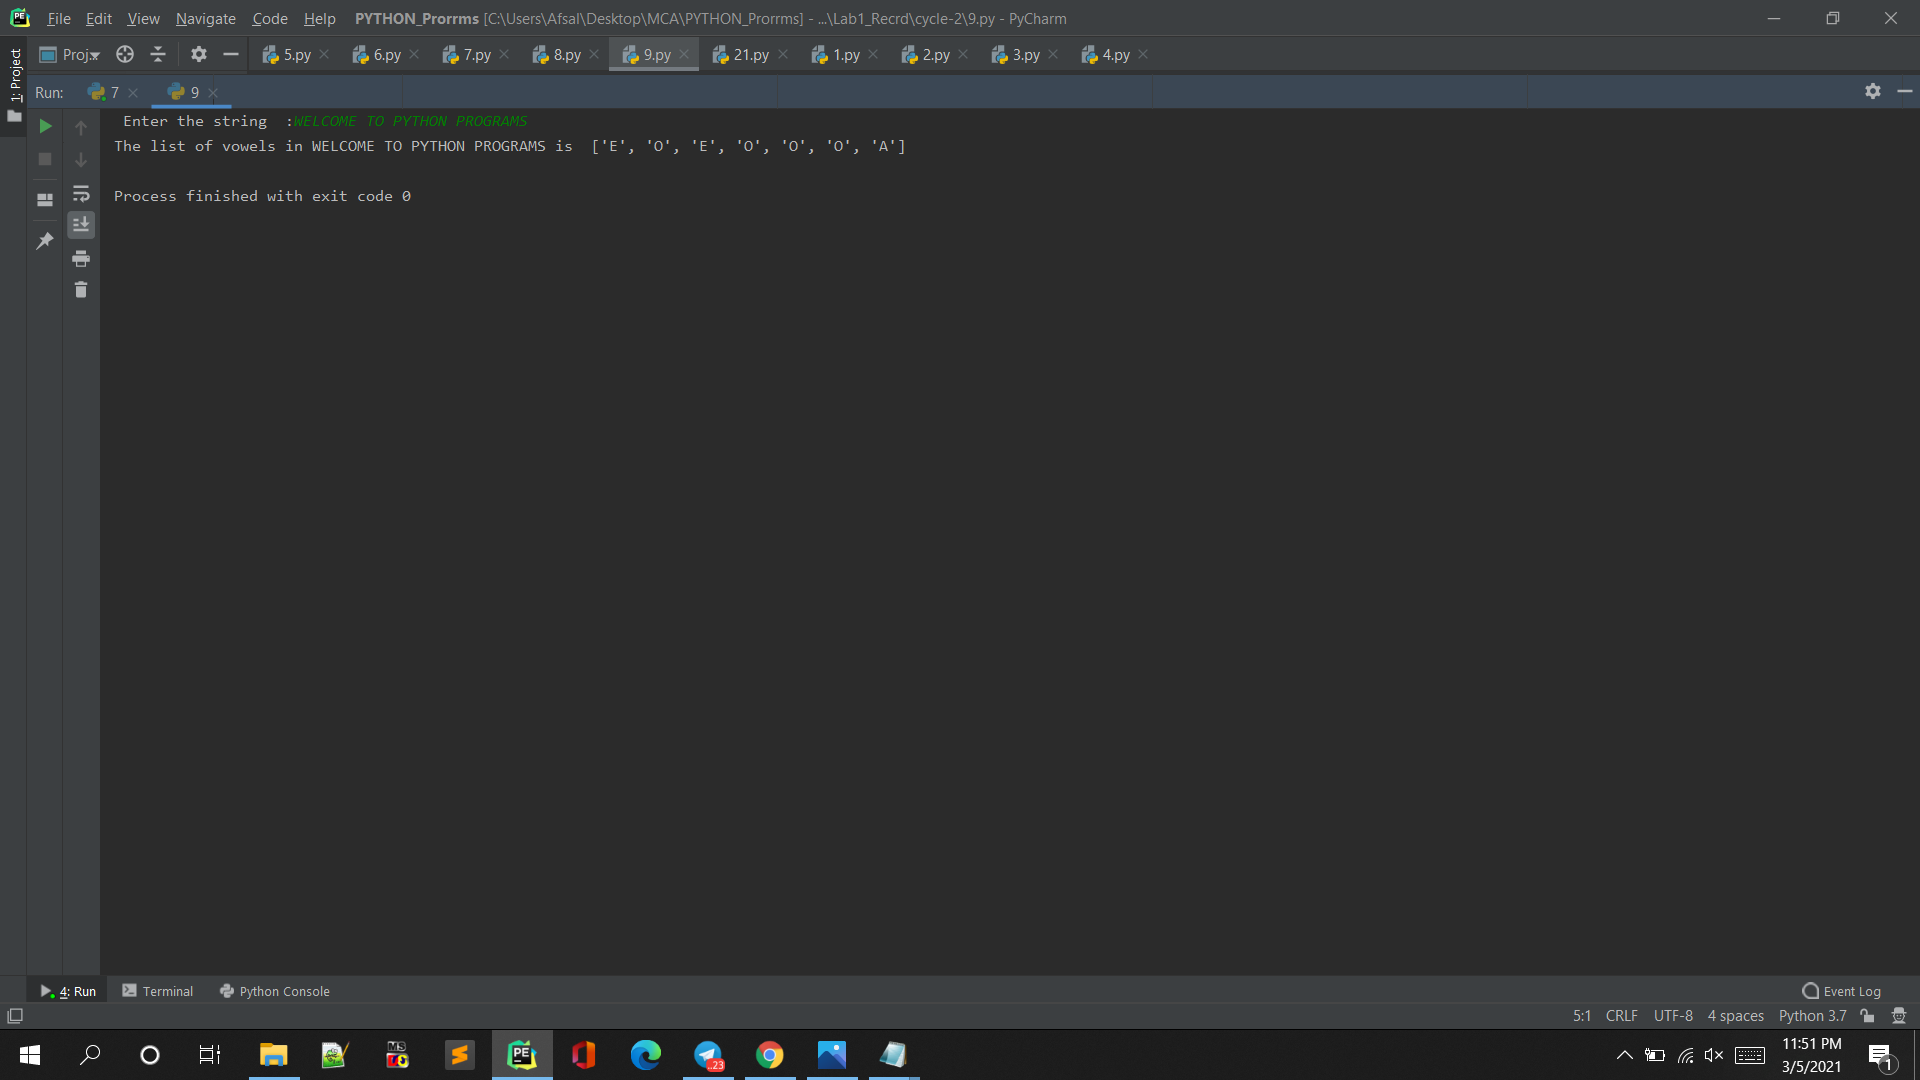 File Edit View Navigate Code Help PYTHON_Prorrms [C:\Users\Afsal\Desktop\MCA\PYTHON_Prorrms] - ...\Lab1_Recrd\cycle-2\9.py - PyCharm
1: Project
Proj 5.py 6.py 7.py 8.py 9.py 21.py 1.py 2.py 3.py 4.py
Run: 7 9
Enter the string  :WELCOME TO PYTHON PROGRAMS
The list of vowels in WELCOME TO PYTHON PROGRAMS is  ['E', 'O', 'E', 'O', 'O', 'O', 'A']
Process finished with exit code 0
4: Run Terminal Python Console Event Log
5:1 CRLF UTF-8 4 spaces Python 3.7
PE MS LO PE ..23
11:51 PM
3/5/2021
1